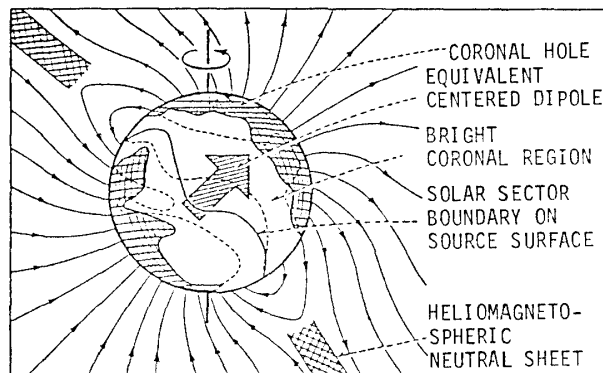 CORONAL HOLE
EQUIVALENT
CENTERED DIPOLE
BRIGHT
CORONAL REGION
SOLAR SECTOR
BOUNDARY ON
SOURCE SURFACE
HELIOMAGNETO-
SPHERIC
NEUTRAL SHEET